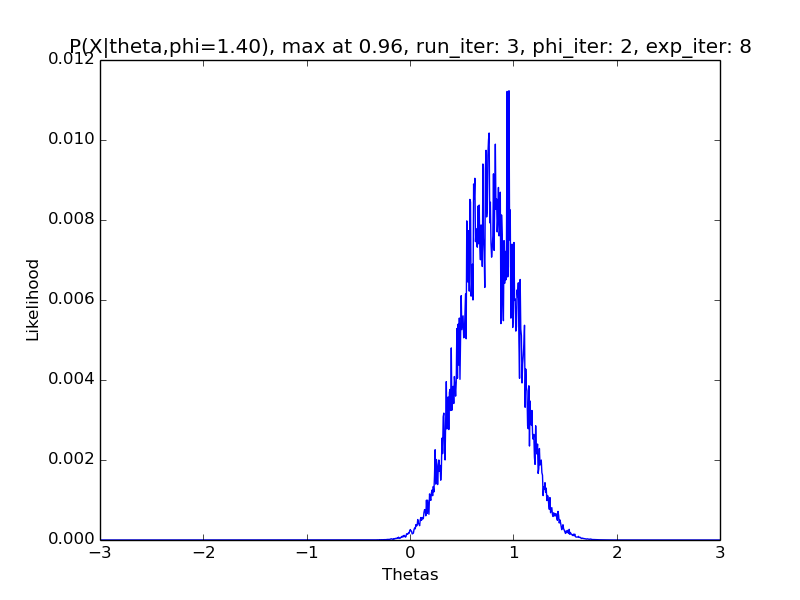 P(X|theta,phi=1.40), max at 0.96, run_iter: 3, phi_iter: 2, exp_iter: 8
0.012
0.010
0.008
0.006
0.004
0.002
0.000
Likelihood
−3 −2 −1 0 1 2 3
Thetas